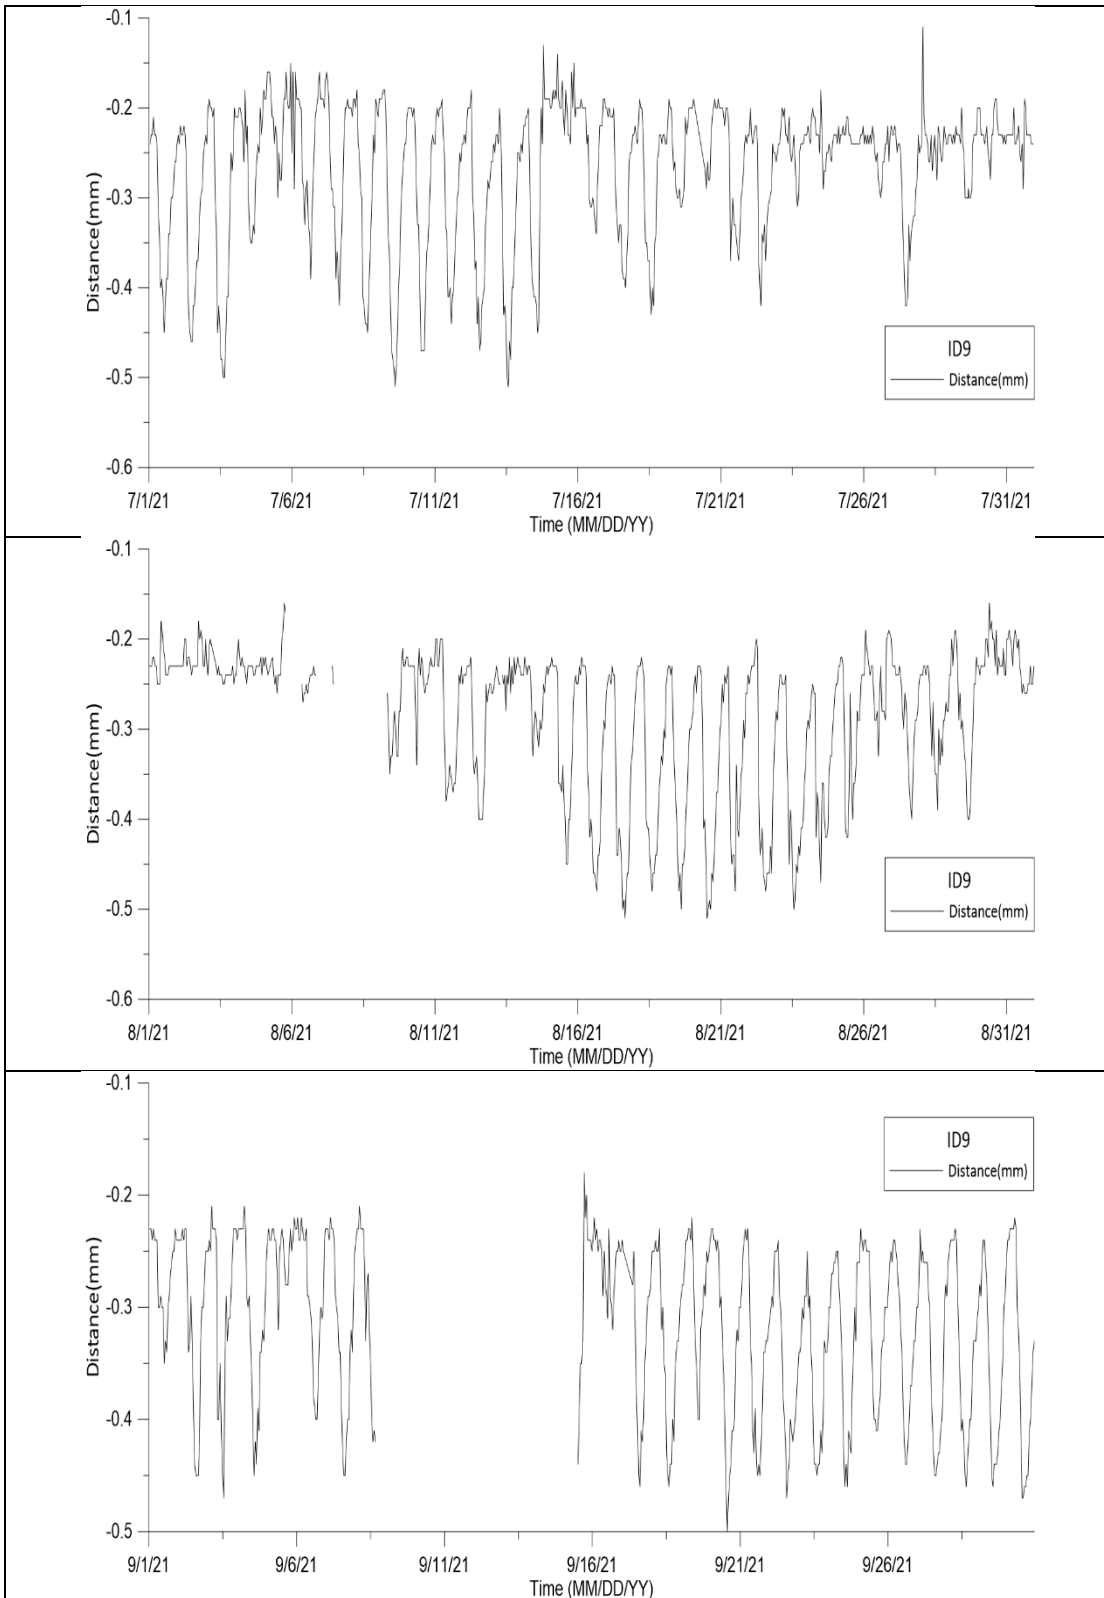 -0.1
-0.2
-0.3
-0.4
-0.5
-0.6
Distance(mm)
ID9
Distance(mm)
7/1/21 7/6/21 7/11/21 7/16/21 7/21/21 7/26/21 7/31/21
Time (MM/DD/YY)
-0.1
-0.2
-0.3
-0.4
-0.5
-0.6
Distance(mm)
ID9
Distance(mm)
8/1/21 8/6/21 8/11/21 8/16/21 8/21/21 8/26/21 8/31/21
Time (MM/DD/YY)
-0.1
-0.2
-0.3
-0.4
-0.5
Distance(mm)
ID9
Distance(mm)
9/1/21 9/6/21 9/11/21 9/16/21 9/21/21 9/26/21
Time (MM/DD/YY)